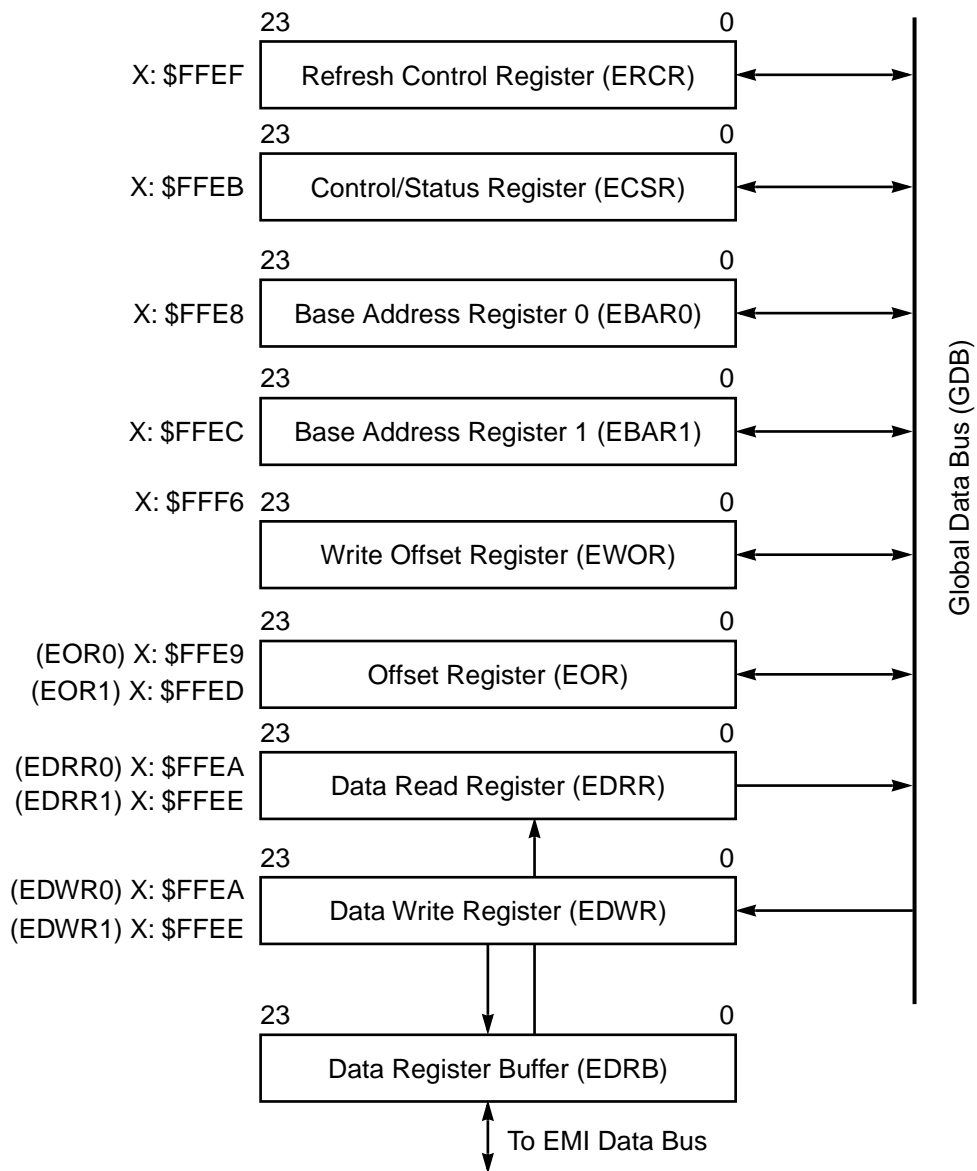 23 0
X: $FFEF Refresh Control Register (ERCR)
23 0
X: $FFEB Control/Status Register (ECSR)
23 0
X: $FFE8 Base Address Register 0 (EBAR0)
23 0
X: $FFEC Base Address Register 1 (EBAR1)
X: $FFF6 23 0
Write Offset Register (EWOR)
23 0
(EOR0) X: $FFE9
(EOR1) X: $FFED
Offset Register (EOR)
23 0
(EDRR0) X: $FFEA
(EDRR1) X: $FFEE
Data Read Register (EDRR)
23 0
(EDWR0) X: $FFEA
(EDWR1) X: $FFEE
Data Write Register (EDWR)
23 0
Data Register Buffer (EDRB)
To EMI Data Bus
Global Data Bus (GDB)